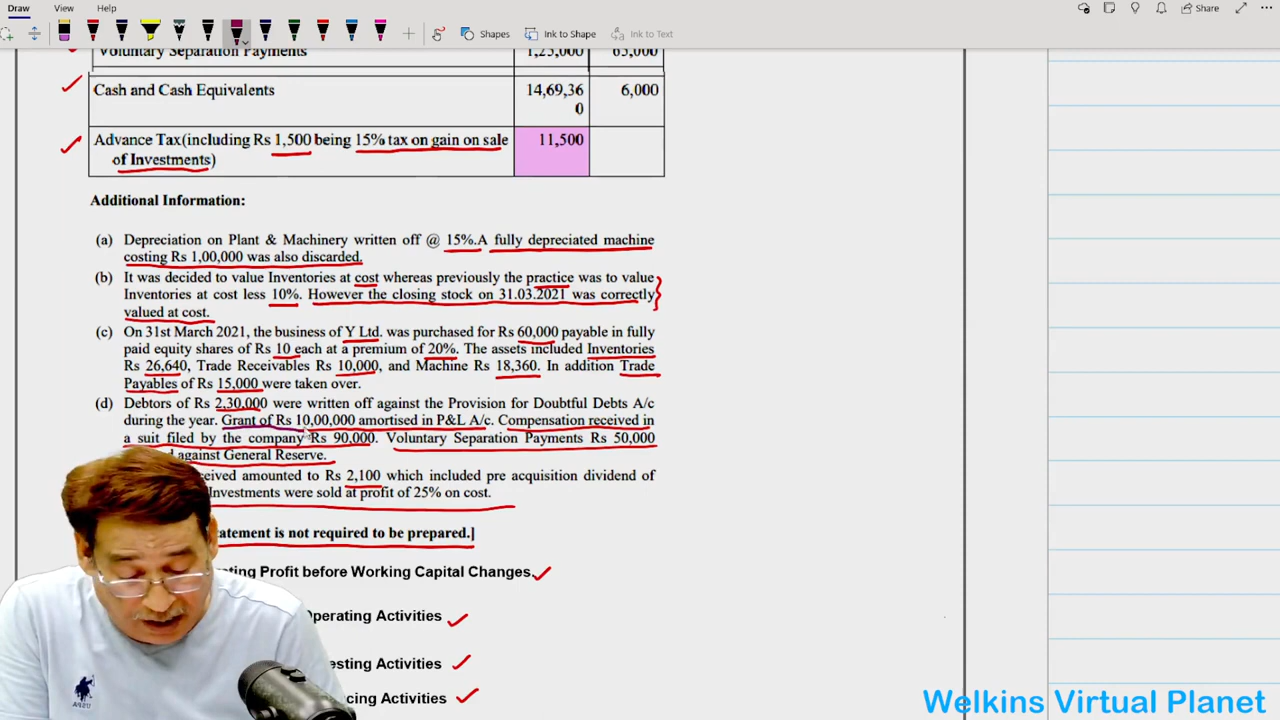 Draw View Help
Share
Shapes Ink to Shape Ink to Text
Voluntary Separation Payments 1,25,000 65,000
Cash and Cash Equivalents 14,69,36 6,000
0
Advance Tax(including Rs 1,500 being 15% tax on gain on sale 11,500
of Investments)
Additional Information:
(a) Depreciation on Plant & Machinery written off @ 15%.A fully depreciated machine
costing Rs 1,00,000 was also discarded.
(b) It was decided to value Inventories at cost whereas previously the practice was to value
Inventories at cost less 10%. However the closing stock on 31.03.2021 was correctly
valued at cost.
(c) On 31st March 2021, the business of Y Ltd. was purchased for Rs 60,000 payable in fully
paid equity shares of Rs 10 each at a premium of 20%. The assets included Inventories
Rs 26,640, Trade Receivables Rs 10,000, and Machine Rs 18,360. In addition Trade
Payables of Rs 15,000 were taken over.
(d) Debtors of Rs 2,30,000 were written off against the Provision for Doubtful Debts A/c
during the year. Grant of Rs 10,00,000 amortised in P&L A/c. Compensation received in
a suit filed by the company Rs 90,000. Voluntary Separation Payments Rs 50,000
against General Reserve.
amounted to Rs 2,100 which included pre acquisition dividend of
Investments were sold at profit of 25% on cost.
is not required to be prepared.]
Profit before Working Capital Changes.
Operating Activities
Activities
Activities
USPA
Welkins Virtual Planet